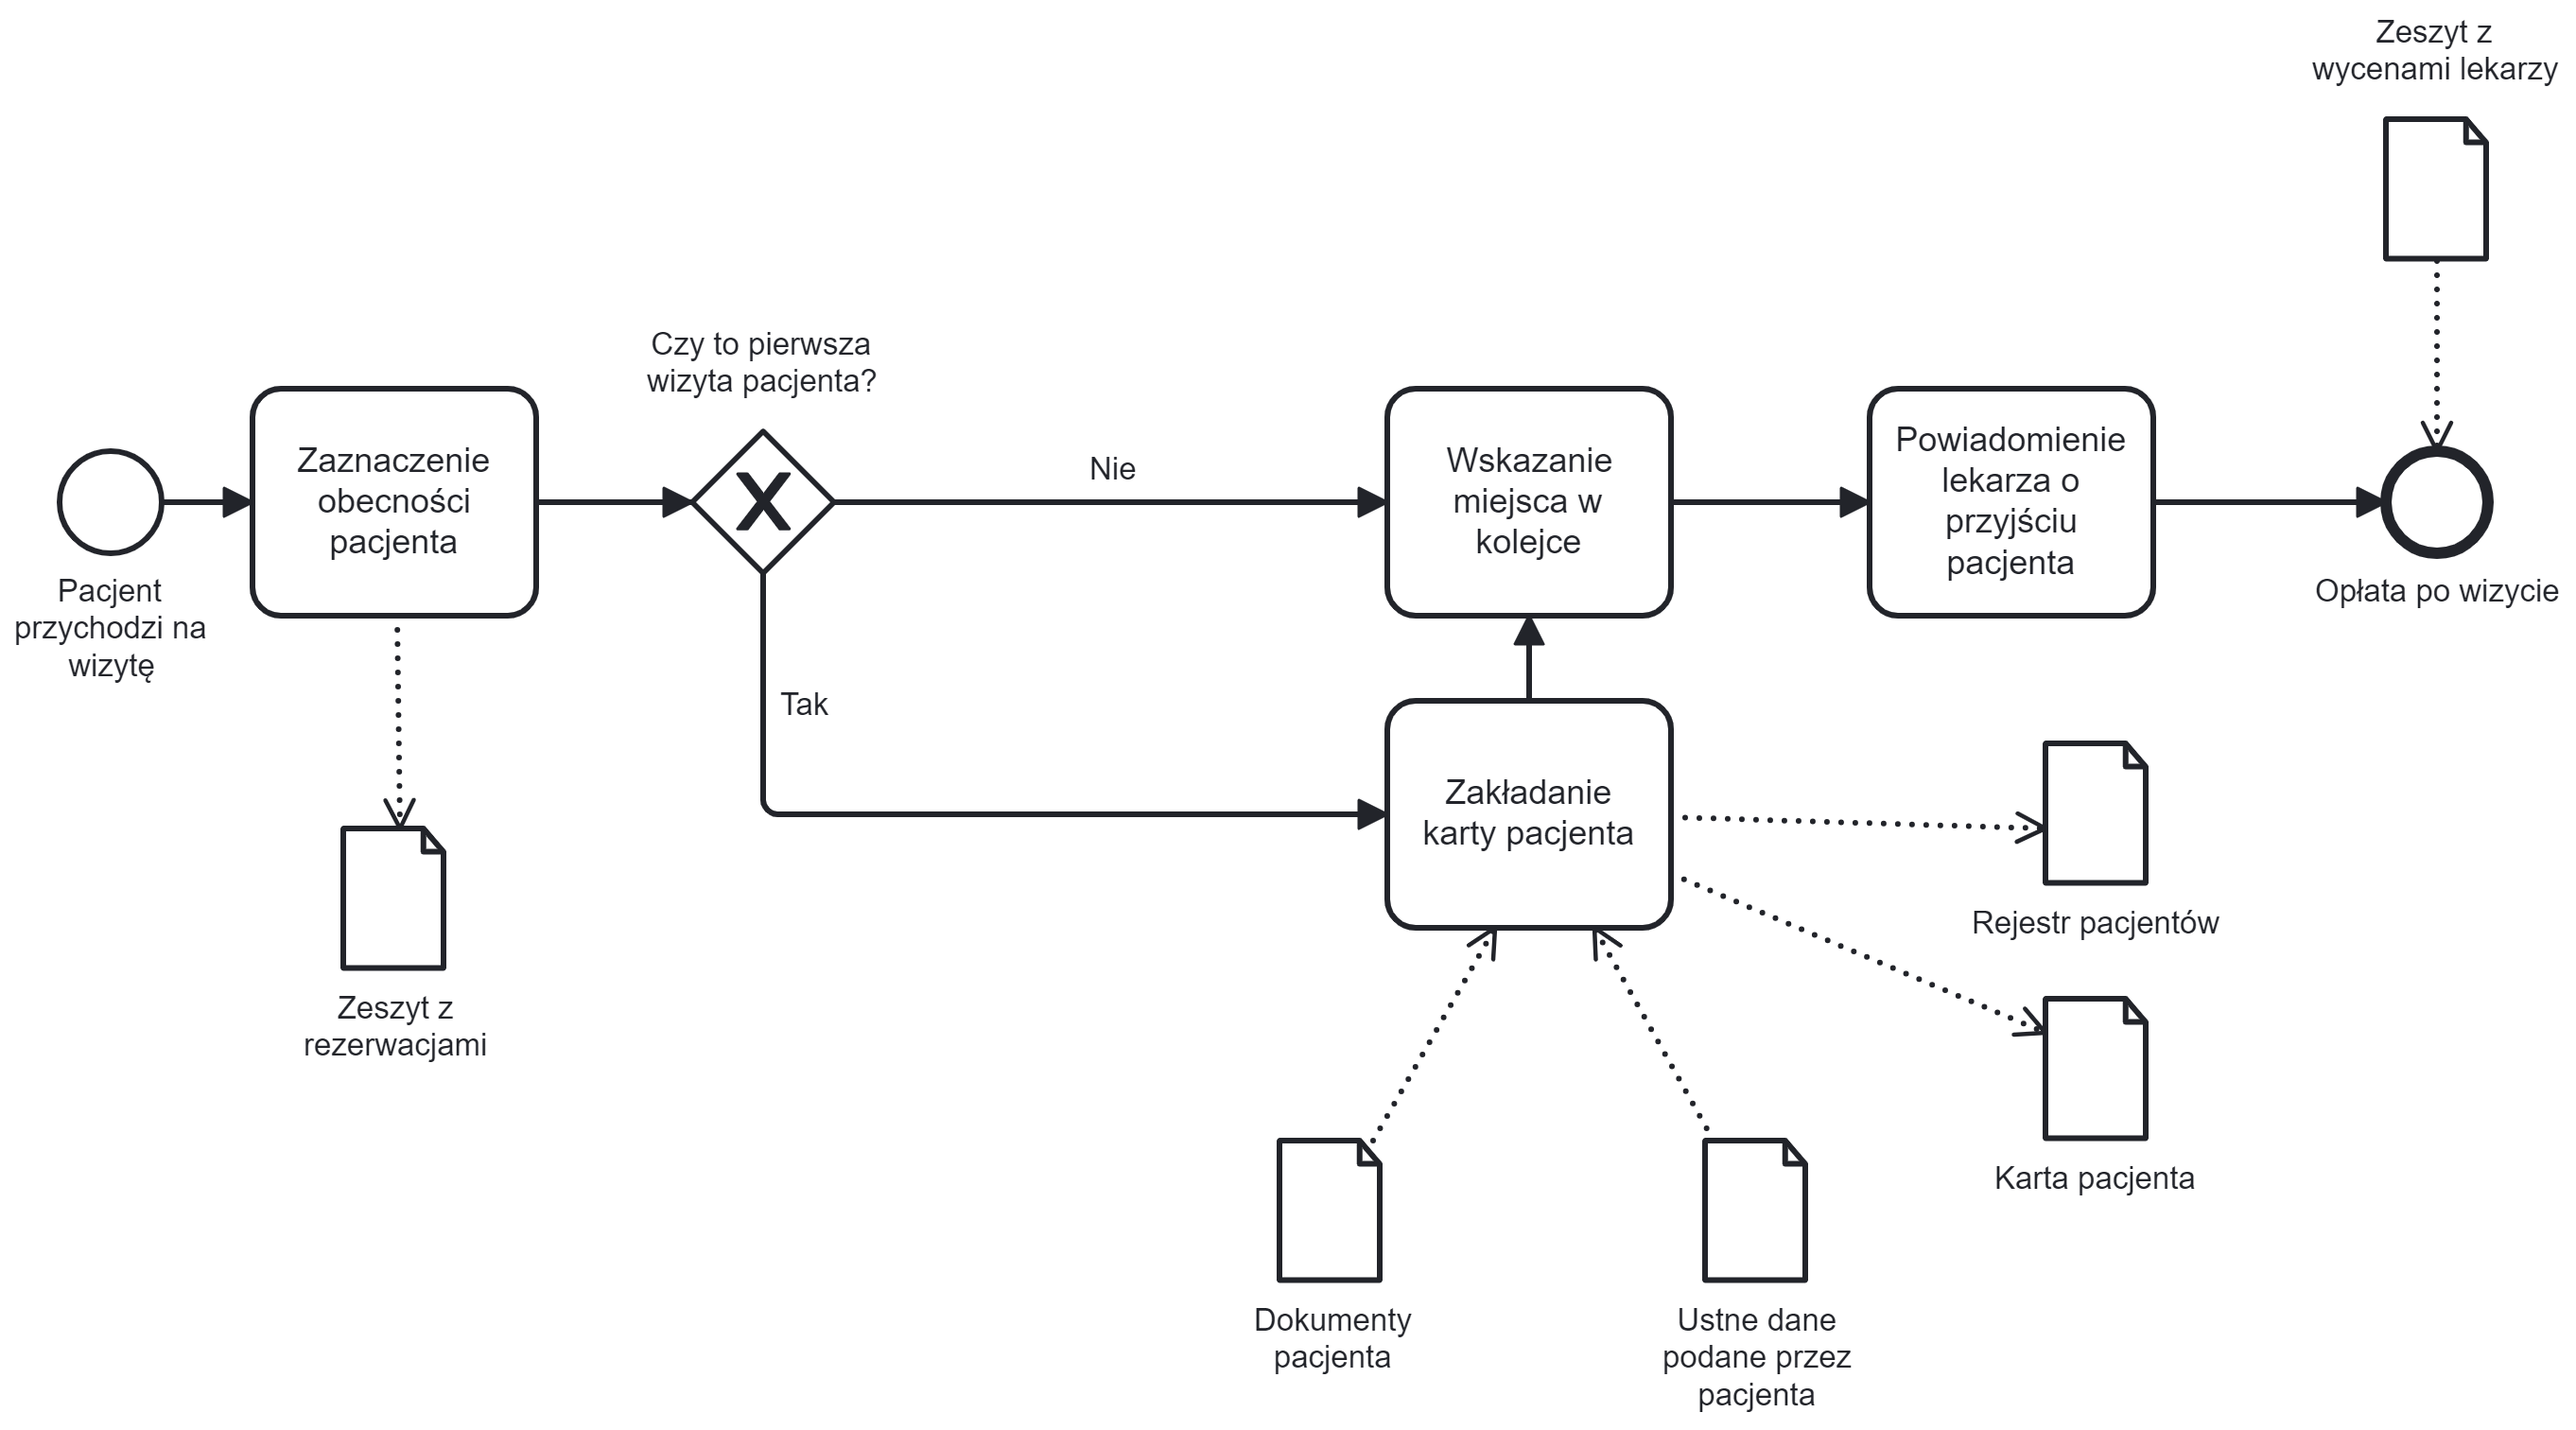 Zeszyt z
wycenami lekarzy
Czy to pierwsza
wizyta pacjenta?
Zaznaczenie
obecności
pacjenta
X
Nie
Wskazanie
miejsca w
kolejce
Powiadomienie
lekarza o
przyjściu
pacjenta
Pacjent
przychodzi na
wizytę
Opłata po wizycie
Tak
Zakładanie
karty pacjenta
Rejestr pacjentów
Zeszyt z
rezerwacjami
Karta pacjenta
Dokumenty
pacjenta
Ustne dane
podane przez
pacjenta